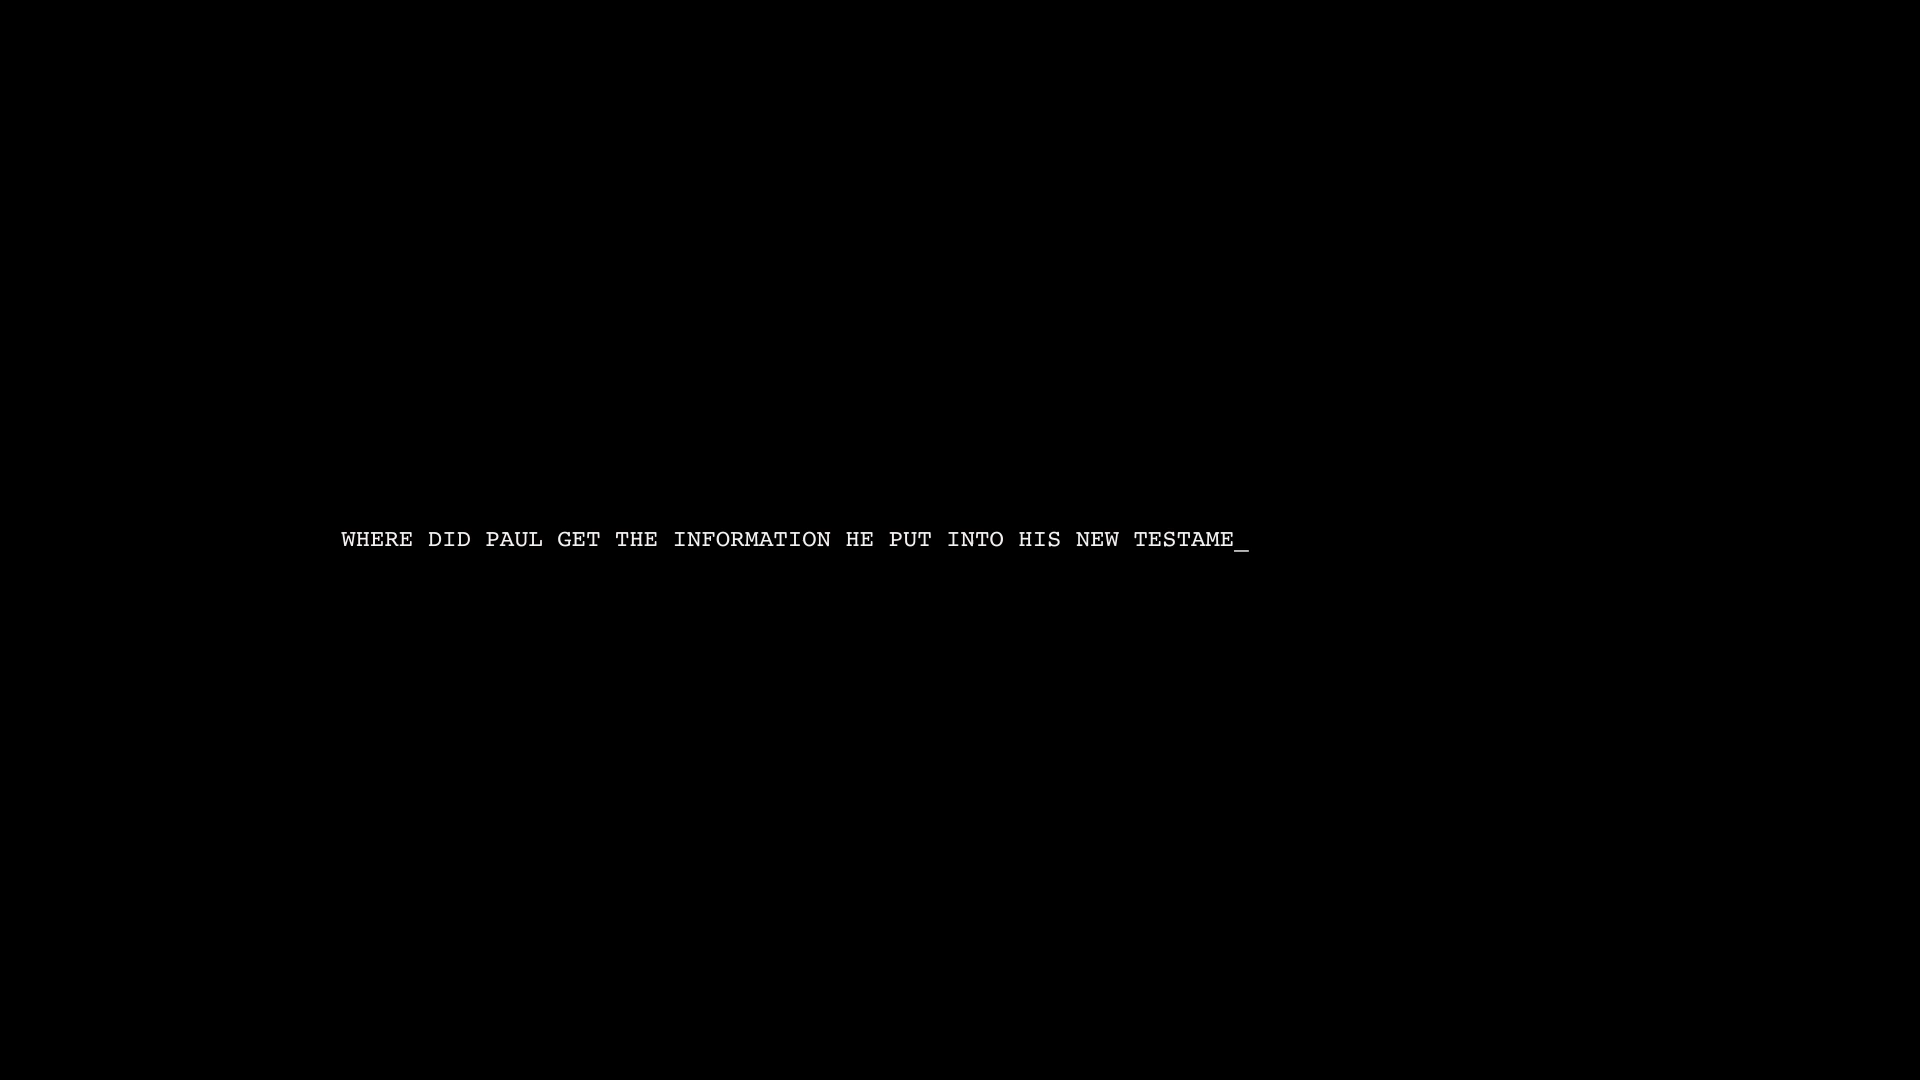 WHERE DID PAUL GET THE INFORMATION HE PUT INTO HIS NEW TESTAME_